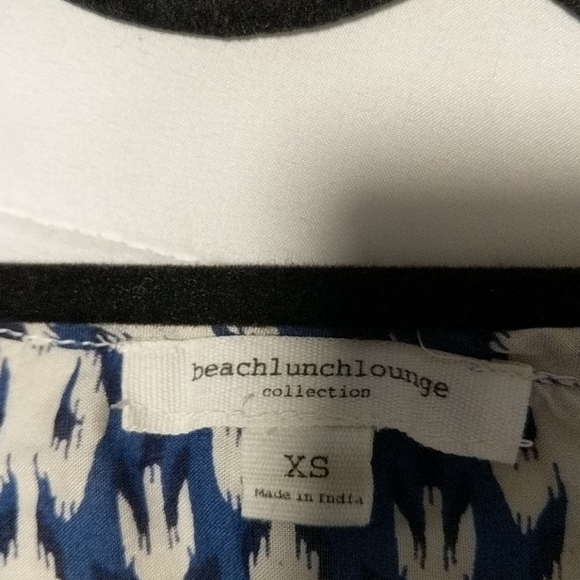 beachlunchlounge
collection
XS
Made in India